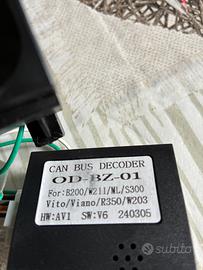 CAN BUS DECODER
OD-BZ-01
For:B200/W211/ML/S300
Vito/Viano/R350/W203
HW:AV1 SW:V6 240305
subito